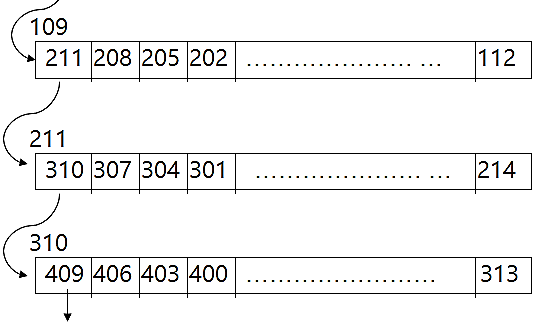 109
211 208 205 202 ..................... ... 112
211
310 307 304 301 ..................... ... 214
310
409 406 403 400 ........................ 313